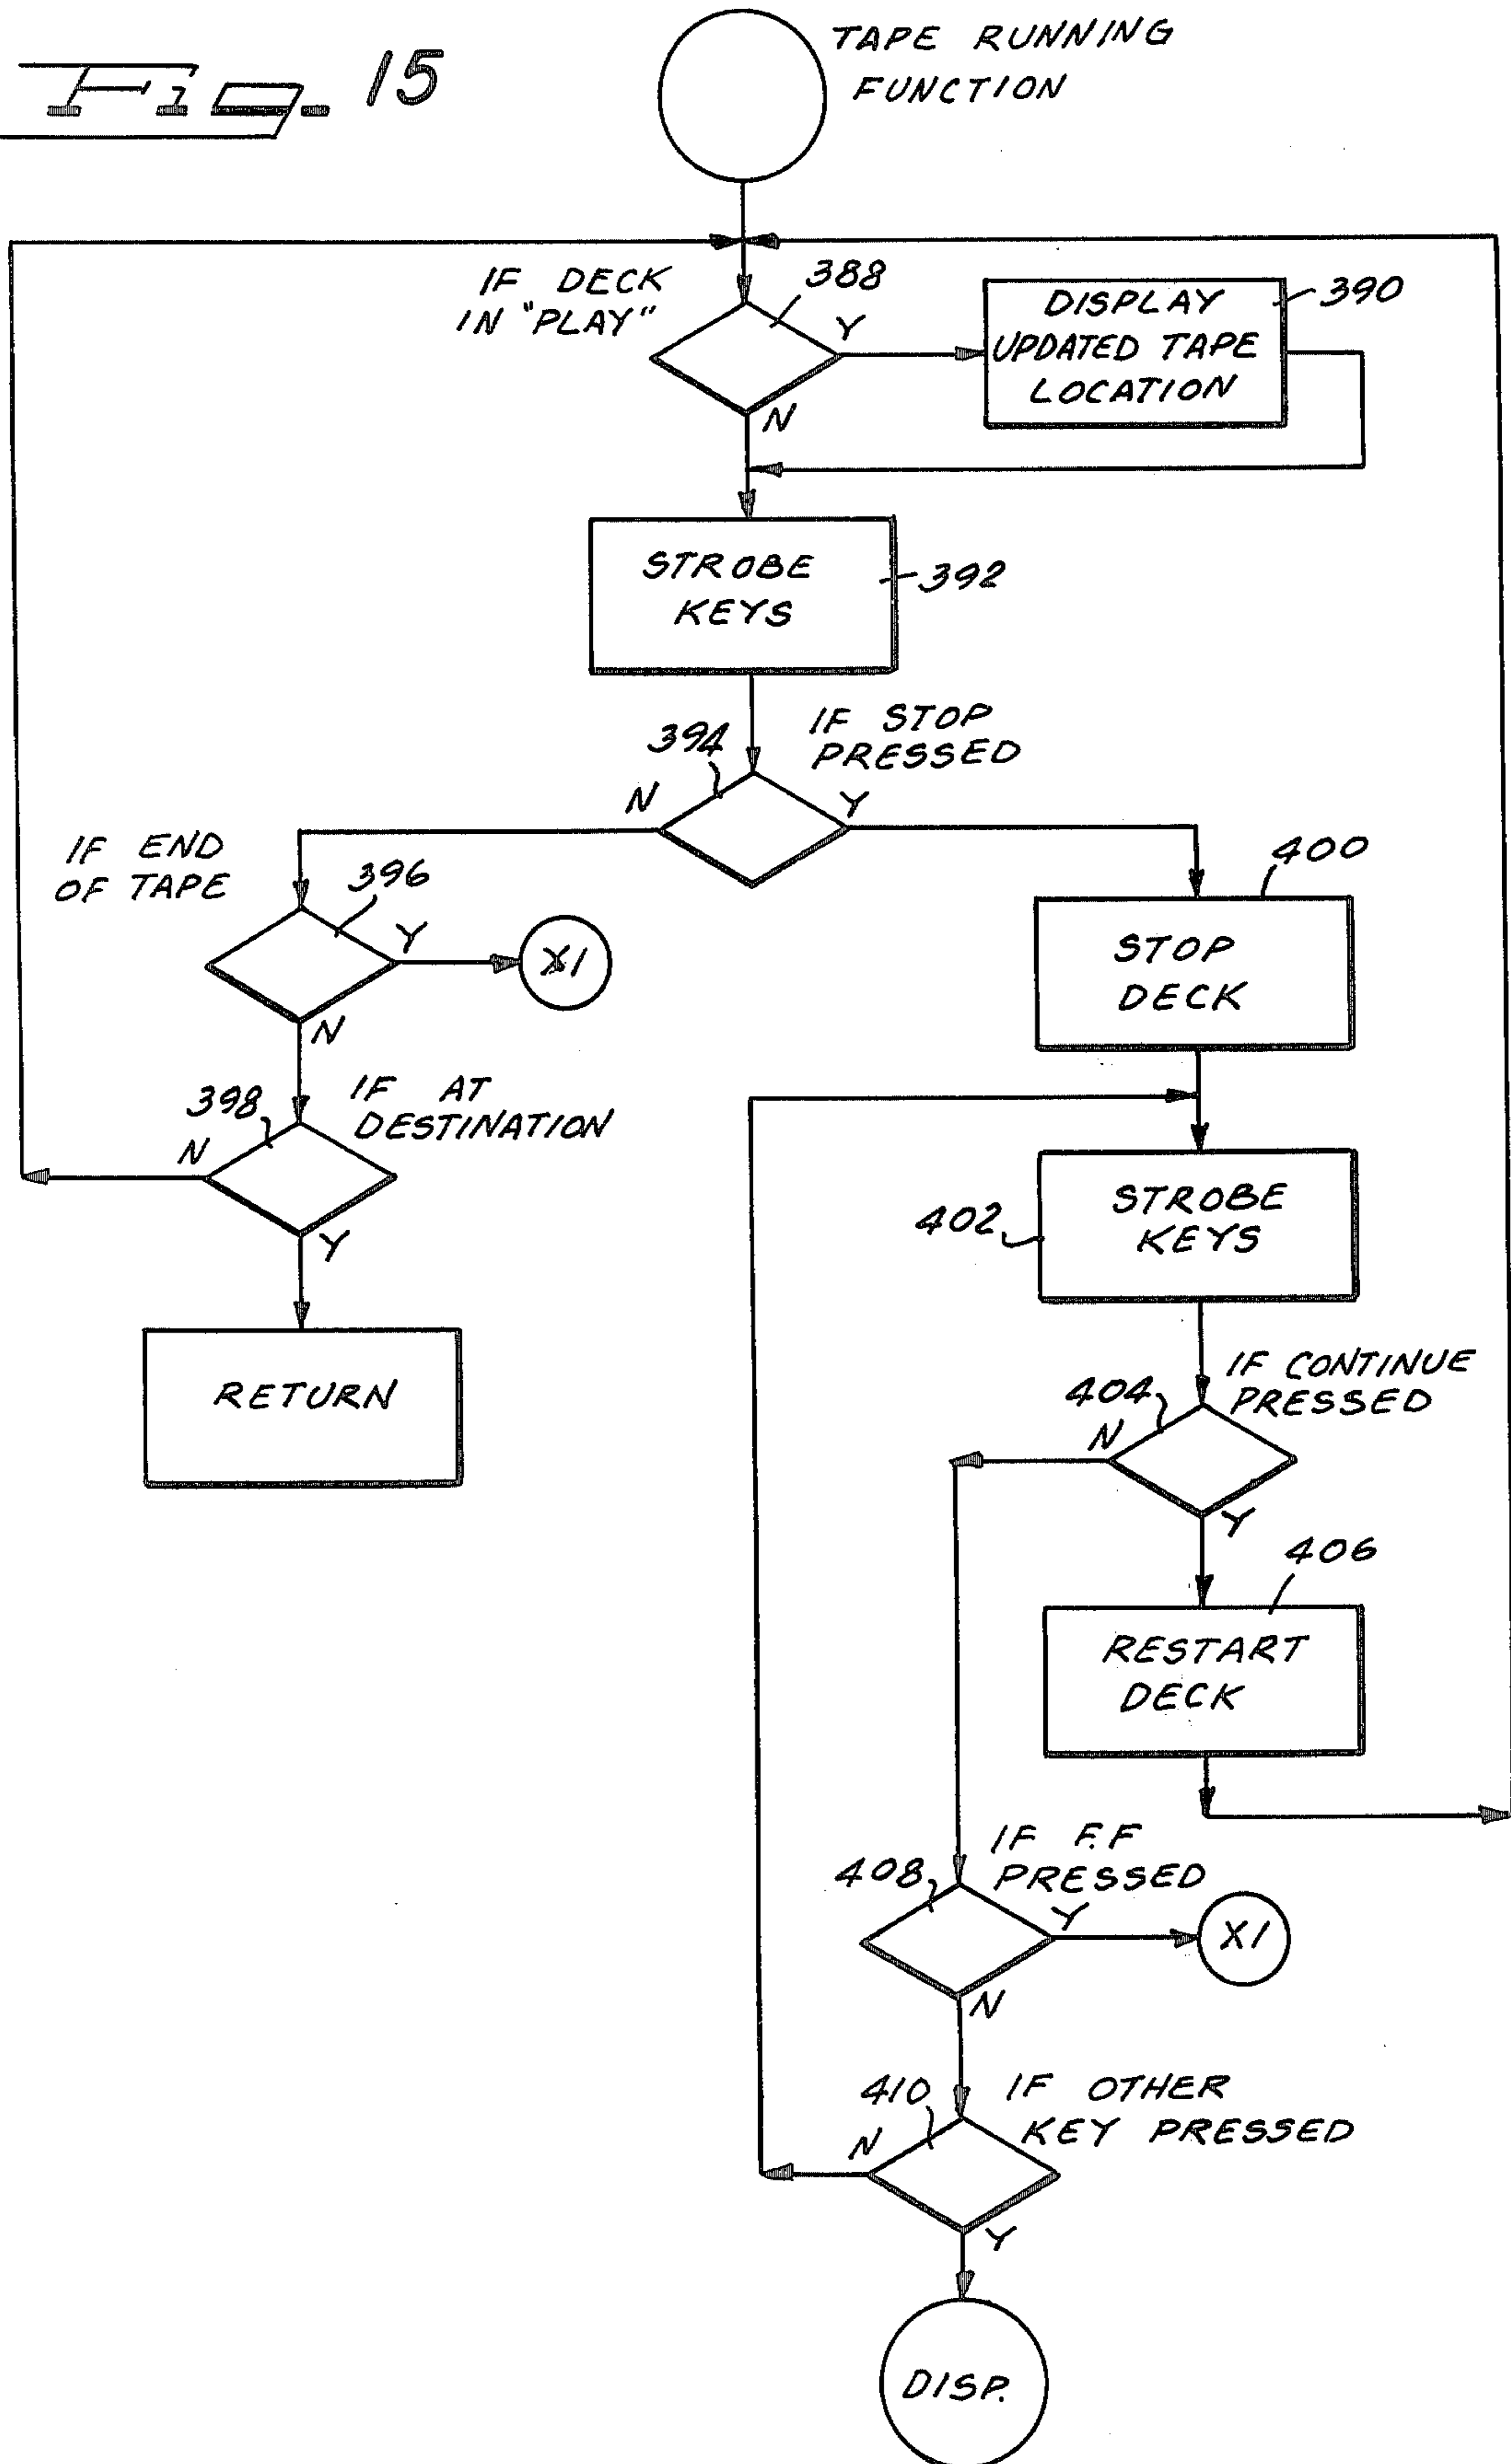 Fig. 15
TAPE RUNNING
FUNCTION
IF DECK
IN "PLAY"
388
Y
N
DISPLAY
UPDATED TAPE
LOCATION
390
STROBE
KEYS
392
394
IF STOP
PRESSED
N
Y
IF END
OF TAPE
396
Y
X1
N
398
IF AT
DESTINATION
N
Y
RETURN
400
STOP
DECK
402
STROBE
KEYS
404
IF CONTINUE
PRESSED
N
Y
406
RESTART
DECK
408
IF F.F
PRESSED
Y
X1
N
410
IF OTHER
KEY PRESSED
N
Y
DISP.